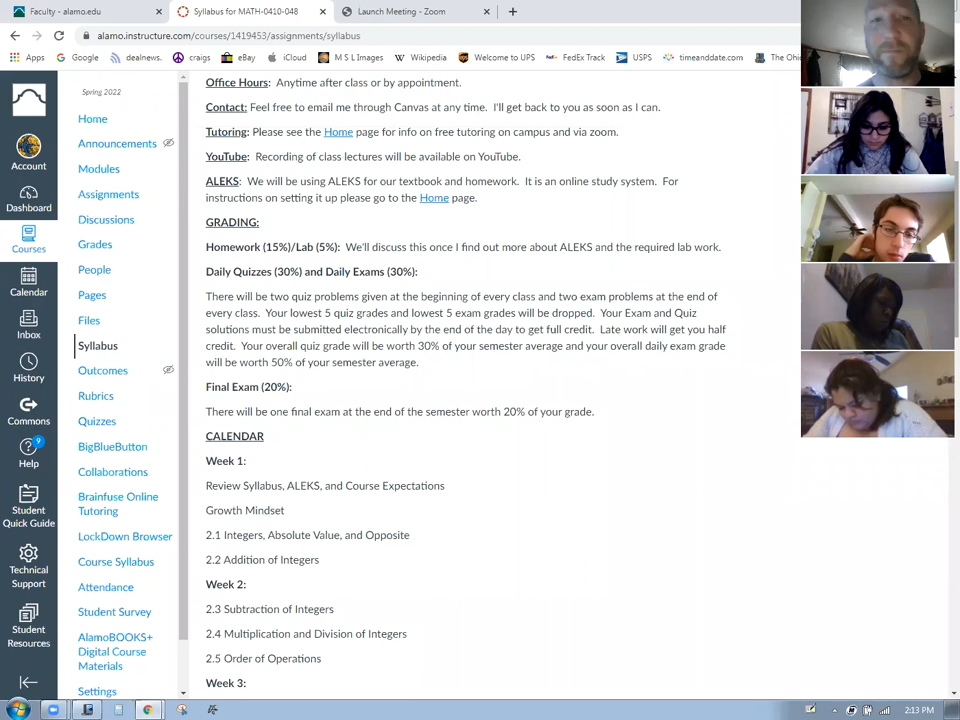 Faculty - alamo.edu
Syllabus for MATH-0410-048
Launch Meeting - Zoom
alamo.instructure.com/courses/1419453/assignments/syllabus
Apps
Google
dealnews.
craigs
eBay
iCloud
M S L Images
Wikipedia
Welcome to UPS
FedEx Track
USPS
timeanddate.com
The Ohio
Account
Dashboard
Courses
Calendar
Inbox
History
Commons
9
Help
Student
Quick Guide
Technical
Support
Student
Resources
Spring 2022
Home
Announcements
Modules
Assignments
Discussions
Grades
People
Pages
Files
Syllabus
Outcomes
Rubrics
Quizzes
BigBlueButton
Collaborations
Brainfuse Online
Tutoring
LockDown Browser
Course Syllabus
Attendance
Student Survey
AlamoBOOKS+
Digital Course
Materials
Settings
Office Hours: Anytime after class or by appointment.
Contact: Feel free to email me through Canvas at any time. I'll get back to you as soon as I can.
Tutoring: Please see the Home page for info on free tutoring on campus and via zoom.
YouTube: Recording of class lectures will be available on YouTube.
ALEKS: We will be using ALEKS for our textbook and homework. It is an online study system. For
instructions on setting it up please go to the Home page.
GRADING:
Homework (15%)/Lab (5%): We'll discuss this once I find out more about ALEKS and the required lab work.
Daily Quizzes (30%) and Daily Exams (30%):
There will be two quiz problems given at the beginning of every class and two exam problems at the end of
every class. Your lowest 5 quiz grades and lowest 5 exam grades will be dropped. Your Exam and Quiz
solutions must be submitted electronically by the end of the day to get full credit. Late work will get you half
credit. Your overall quiz grade will be worth 30% of your semester average and your overall daily exam grade
will be worth 50% of your semester average.
Final Exam (20%):
There will be one final exam at the end of the semester worth 20% of your grade.
CALENDAR
Week 1:
Review Syllabus, ALEKS, and Course Expectations
Growth Mindset
2.1 Integers, Absolute Value, and Opposite
2.2 Addition of Integers
Week 2:
2.3 Subtraction of Integers
2.4 Multiplication and Division of Integers
2.5 Order of Operations
Week 3:
2:13 PM